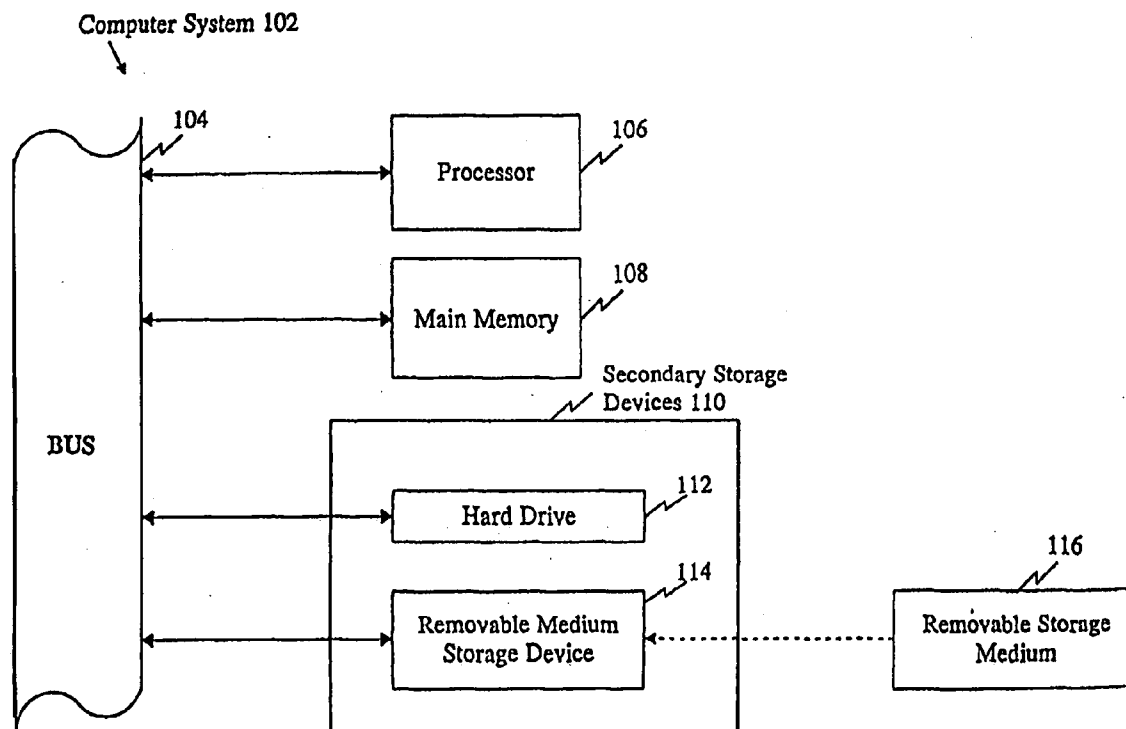 Computer System 102
104
106
Processor
108
Main Memory
Secondary Storage
Devices 110
BUS
112
Hard Drive
114
116
Removable Medium
Storage Device
Removable Storage
Medium